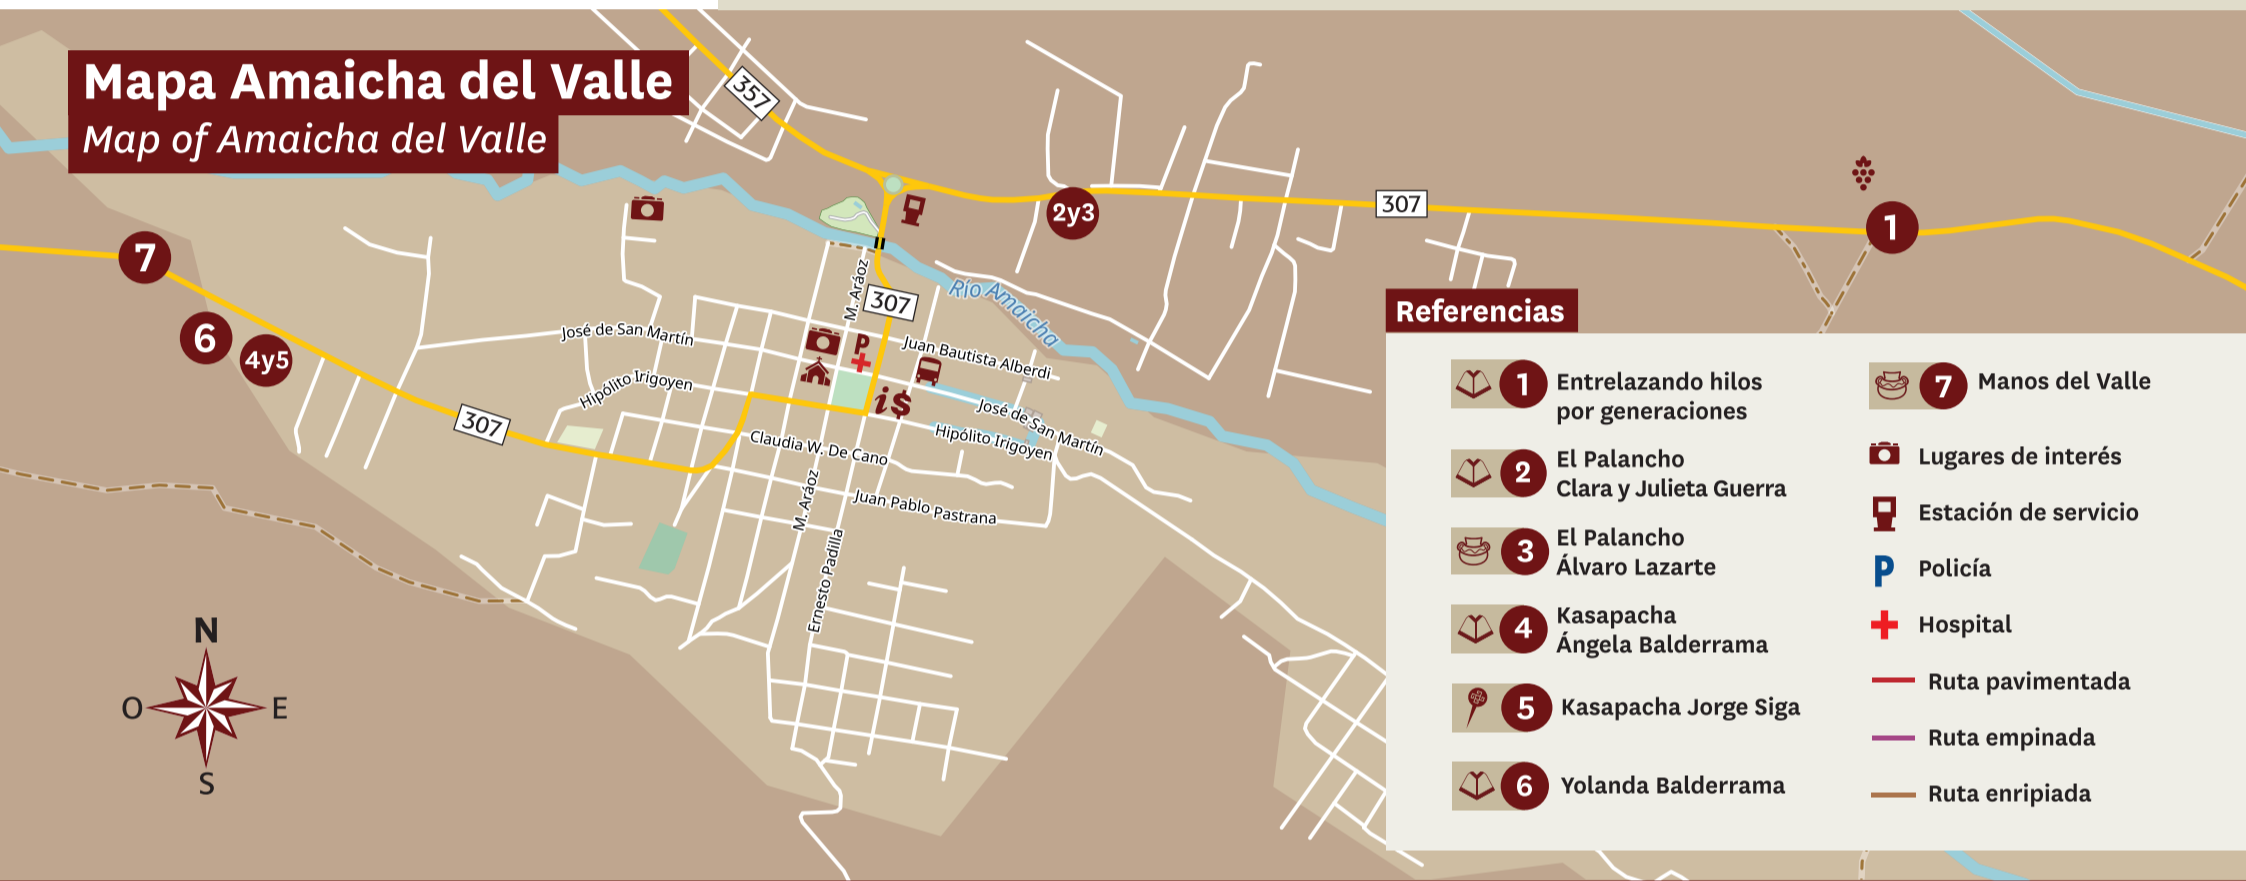 Mapa Amaicha del Valle
Map of Amaicha del Valle
357
307
2y3
1
7
6
4y5
307
M. Aráoz
307
Río Amaicha
José de San Martín
Juan Bautista Alberdi
P
Hipólito Irigoyen
i$
José de San Martín
Hipólito Irigoyen
Claudia W. De Cano
M. Aráoz
Juan Pablo Pastrana
Ernesto Padilla
N
O
E
S
Referencias
1 Entrelazando hilos
por generaciones
2 El Palancho
Clara y Julieta Guerra
3 El Palancho
Álvaro Lazarte
4 Kasapacha
Ángela Balderrama
5 Kasapacha Jorge Siga
6 Yolanda Balderrama
7 Manos del Valle
Lugares de interés
Estación de servicio
P Policía
Hospital
Ruta pavimentada
Ruta empinada
Ruta enripiada